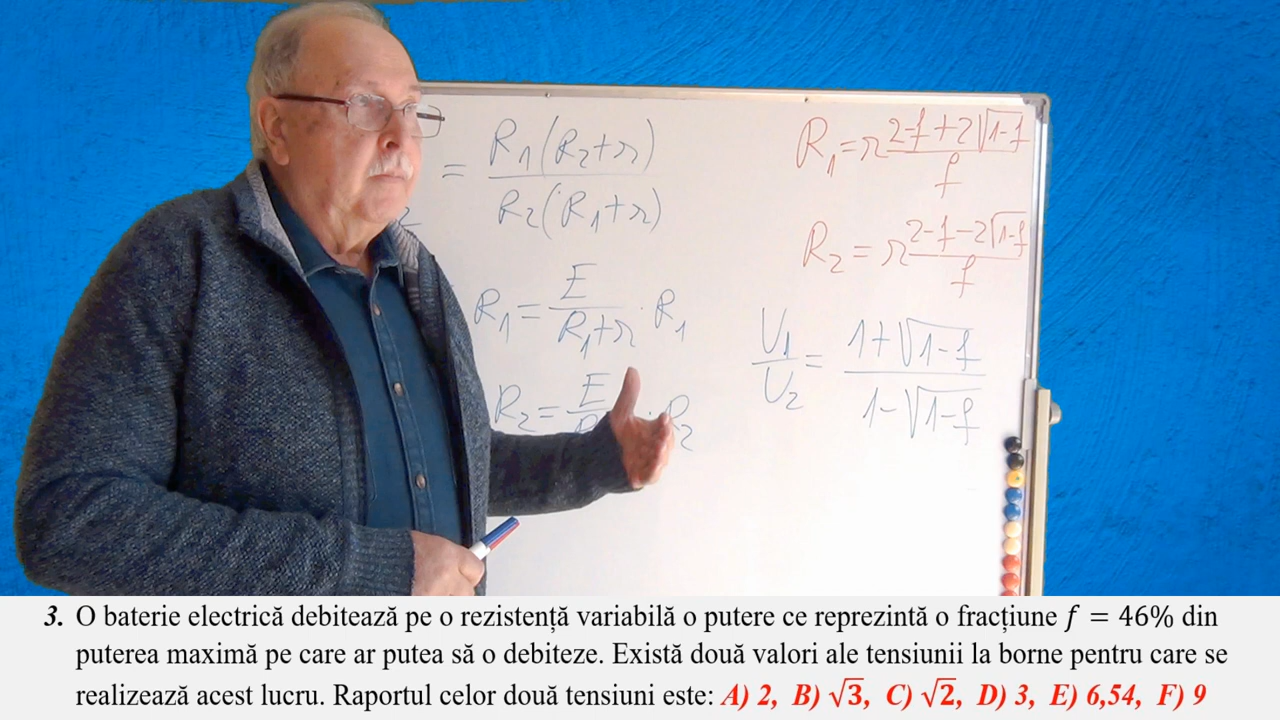 = R₁(R₂+r) / R₂(R₁+r)
R₁ = E / R₁+r · R₁
R₂ = E / · R₂
R₁ = r 2-f+2√1-f / f
R₂ = r 2-f-2√1-f / f
U₁ / U₂ = 1+√1-f / 1-√1-f
3. O baterie electrică debitează pe o rezistență variabilă o putere ce reprezintă o fracțiune f = 46% din
puterea maximă pe care ar putea să o debiteze. Există două valori ale tensiunii la borne pentru care se
realizează acest lucru. Raportul celor două tensiuni este: A) 2, B) √3, C) √2, D) 3, E) 6,54, F) 9